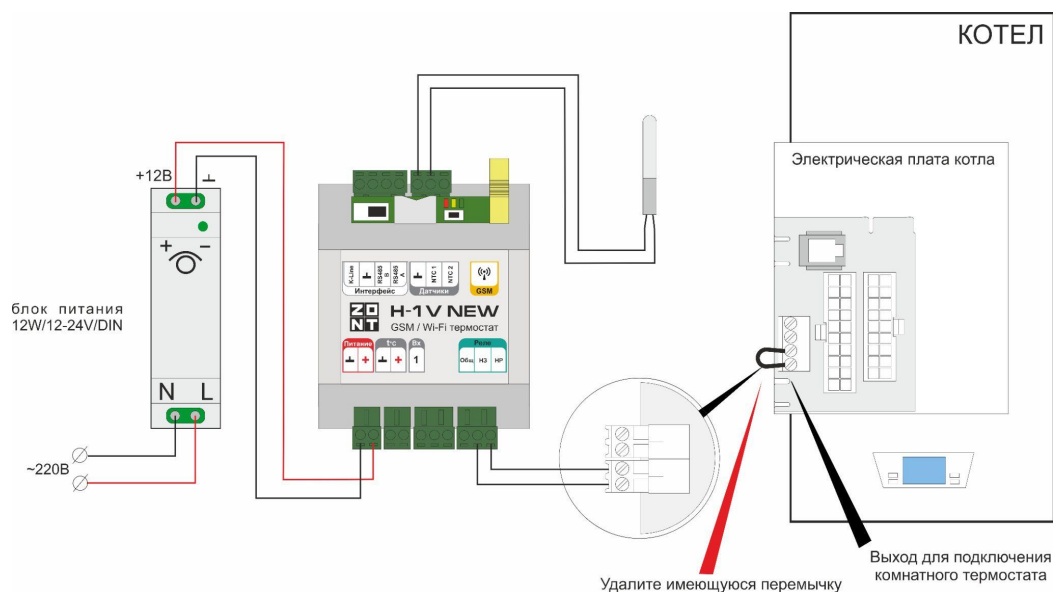 КОТЕЛ
Электрическая плата котла
+12В
+ −
блок питания
12W/12-24V/DIN
N L
~220В
K-Line
RS485 B
RS485 A
NTC 1
NTC 2
Интерфейс
Датчики
GSM
ZONT
H-1V NEW
GSM / Wi-Fi термостат
Питание
t°C
Вх
Реле
+
+
1
Общ
НЗ
НР
Выход для подключения
комнатного термостата
Удалите имеющуюся перемычку